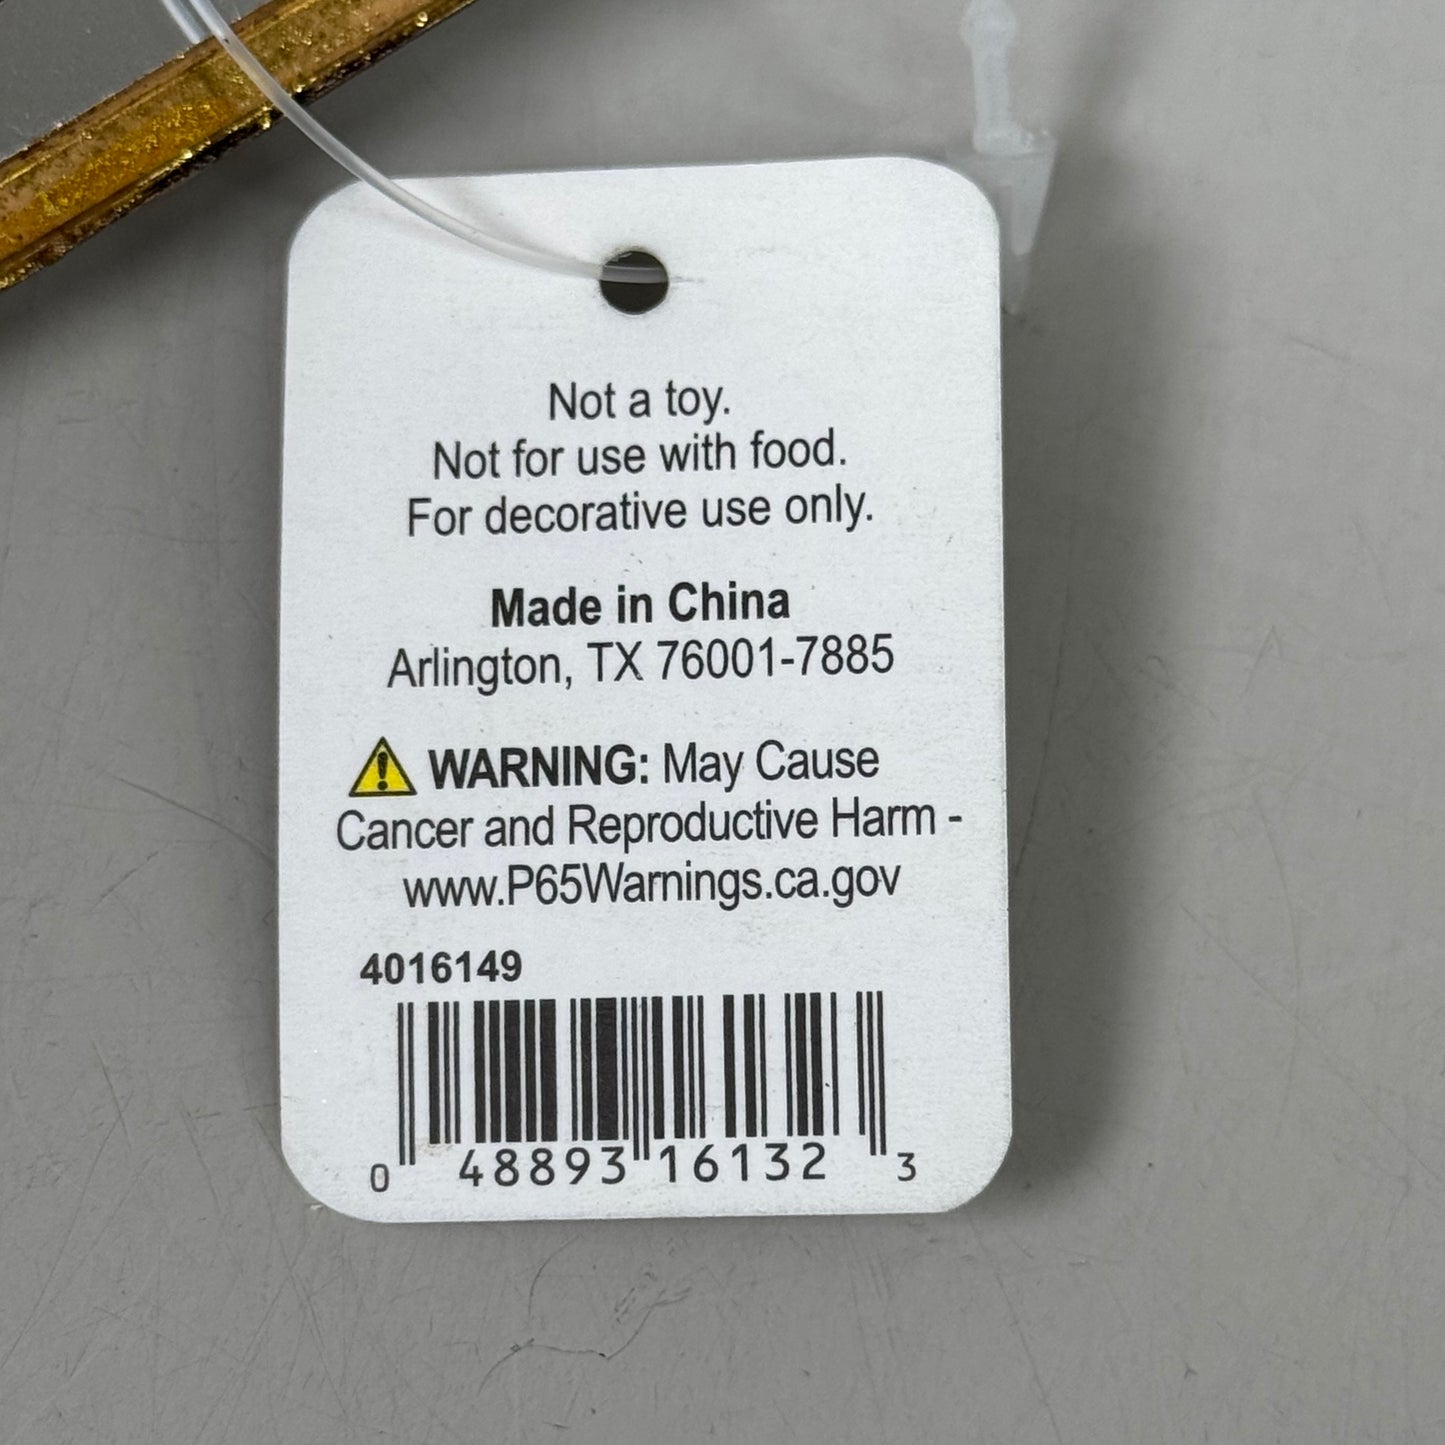 Not a toy.
Not for use with food.
For decorative use only.
Made in China
Arlington, TX 76001-7885
WARNING: May Cause
Cancer and Reproductive Harm -
www.P65Warnings.ca.gov
4016149
0 48893 16132 3